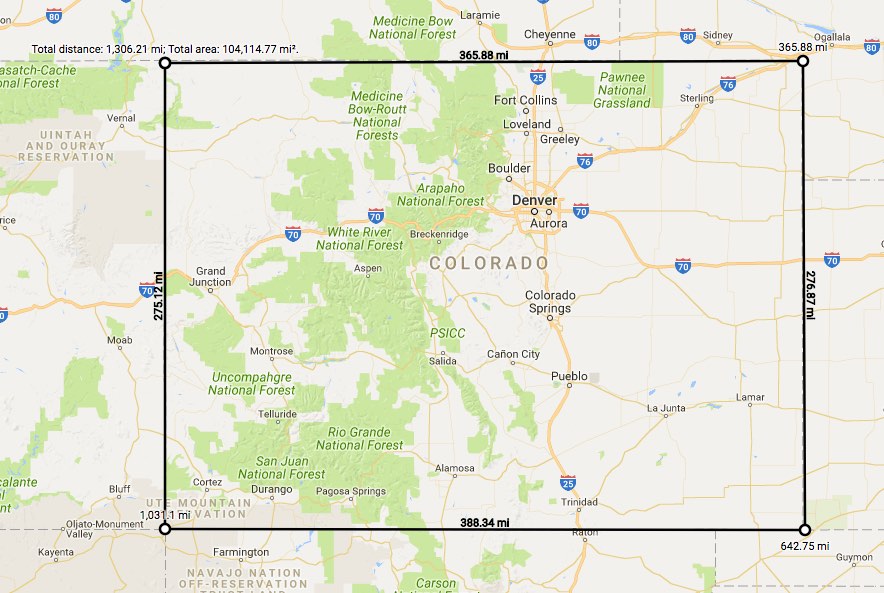 Medicine Bow
National Forest
Laramie
80
Cheyenne
80
80
Sidney
Ogallala
80
Total distance: 1,306.21 mi; Total area: 104,114.77 mi².
365.88 mi
365.88 mi
asatch-Cache
onal Forest
25
76
Pawnee
National
Grassland
Medicine
Bow-Routt
National
Forests
Fort Collins
Sterling
Vernal
Loveland
Greeley
UINTAH
AND OURAY
RESERVATION
76
Boulder
Arapaho
National Forest
Denver
70
70
Aurora
rice
70
White River
National Forest
Breckenridge
COLORADO
70
70
Aspen
Grand
Junction
70
275.12 mi
276.87 mi
Colorado
Springs
70
PSICC
Moab
Montrose
Salida
Cañon City
Uncompahgre
National Forest
Pueblo
Lamar
La Junta
Telluride
Rio Grande
National Forest
San Juan
National Forest
Alamosa
calante
nal
Bluff
Cortez
Durango
Pagosa Springs
25
UTE MOUNTAIN
VATION
Trinidad
1,031.1 mi
388.34 mi
Oljato-Monument
Valley
Raton
642.75 mi
Kayenta
Farmington
Guymon
NAVAJO NATION
OFF-RESERVATION
TRUST LAND
Carson
National Forest